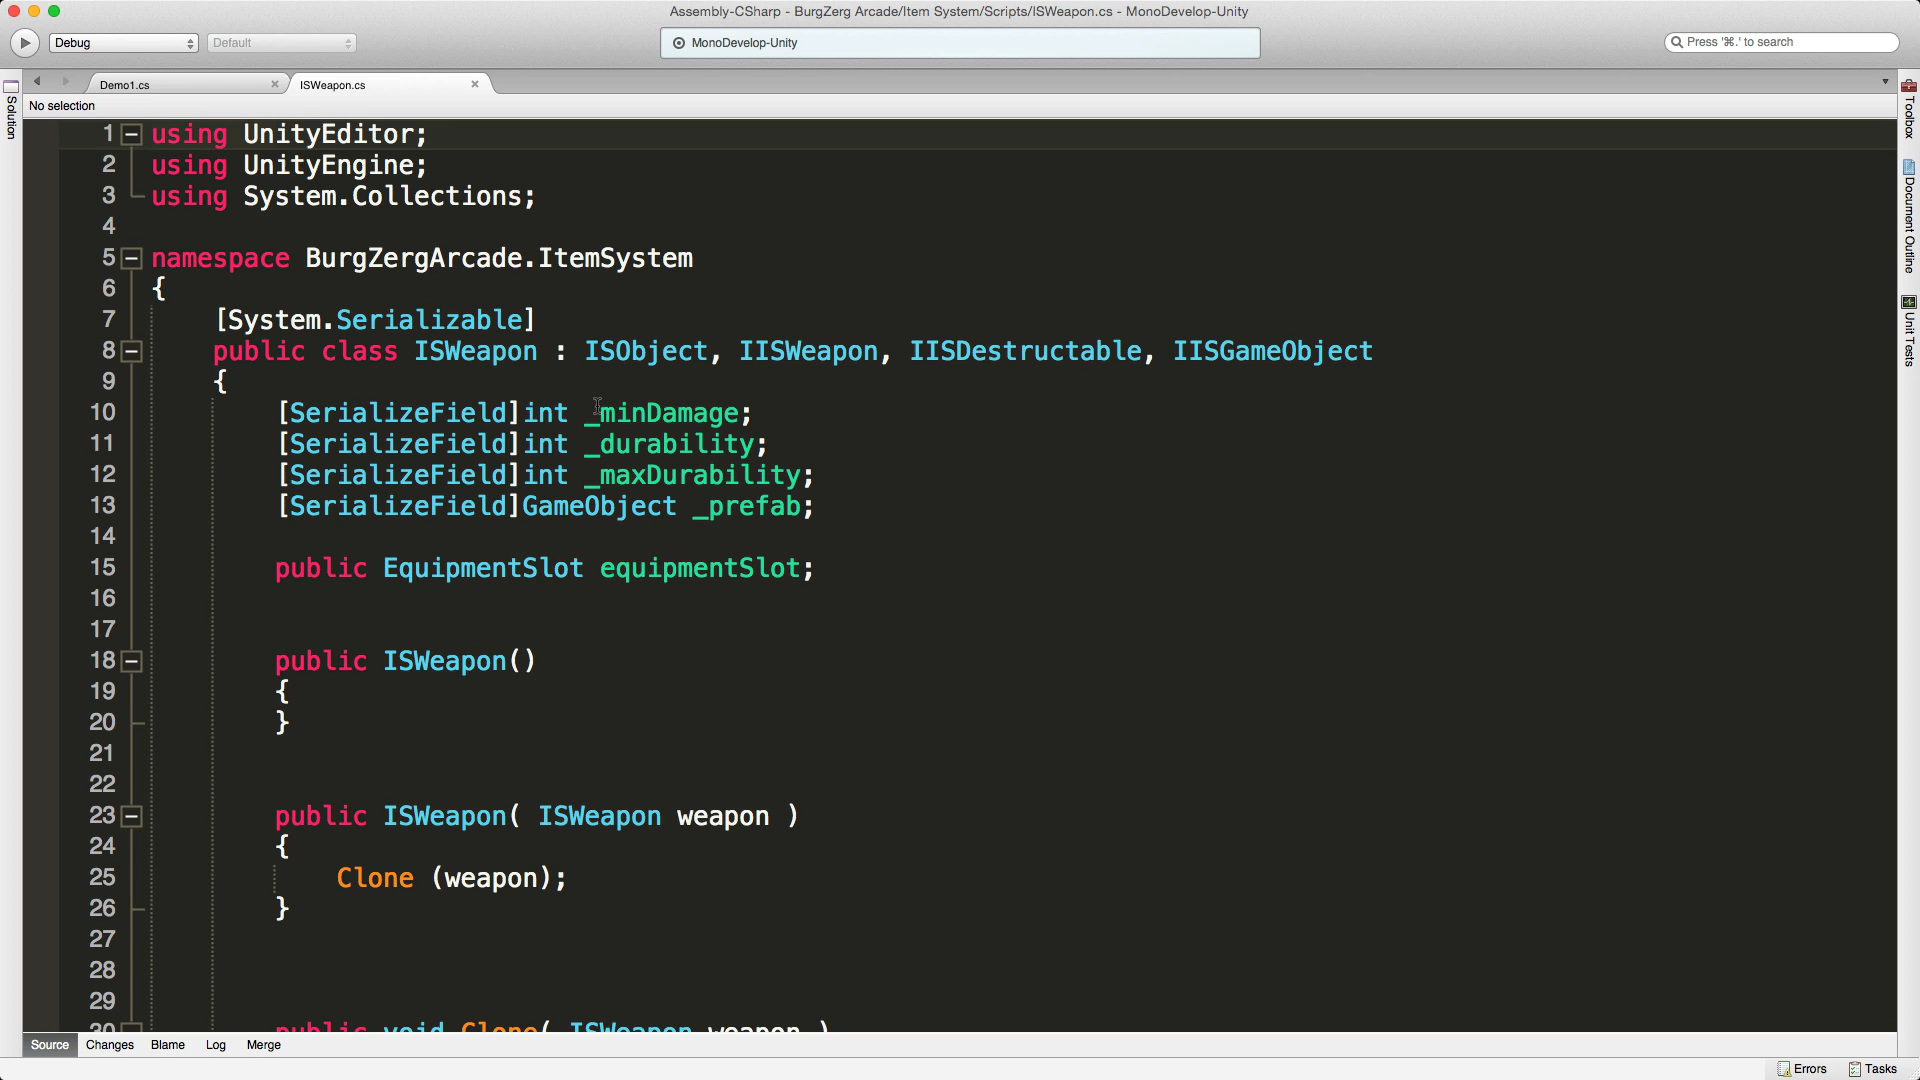 Assembly-CSharp - BurgZerg Arcade/Item System/Scripts/ISWeapon.cs - MonoDevelop-Unity
Debug
Default
MonoDevelop-Unity
Press '⌘.' to search
Demo1.cs
ISWeapon.cs
No selection
Solution
Toolbox
Document Outline
Unit Tests
1 using UnityEditor;
2 using UnityEngine;
3 using System.Collections;
4
5 namespace BurgZergArcade.ItemSystem
6 {
7 [System.Serializable]
8 public class ISWeapon : ISObject, IISWeapon, IISDestructable, IISGameObject
9 {
10 [SerializeField]int _minDamage;
11 [SerializeField]int _durability;
12 [SerializeField]int _maxDurability;
13 [SerializeField]GameObject _prefab;
14
15 public EquipmentSlot equipmentSlot;
16
17
18 public ISWeapon()
19 {
20 }
21
22
23 public ISWeapon( ISWeapon weapon )
24 {
25 Clone (weapon);
26 }
27
28
29
30 public void Clone( ISWeapon weapon )
Source Changes Blame Log Merge
Errors Tasks